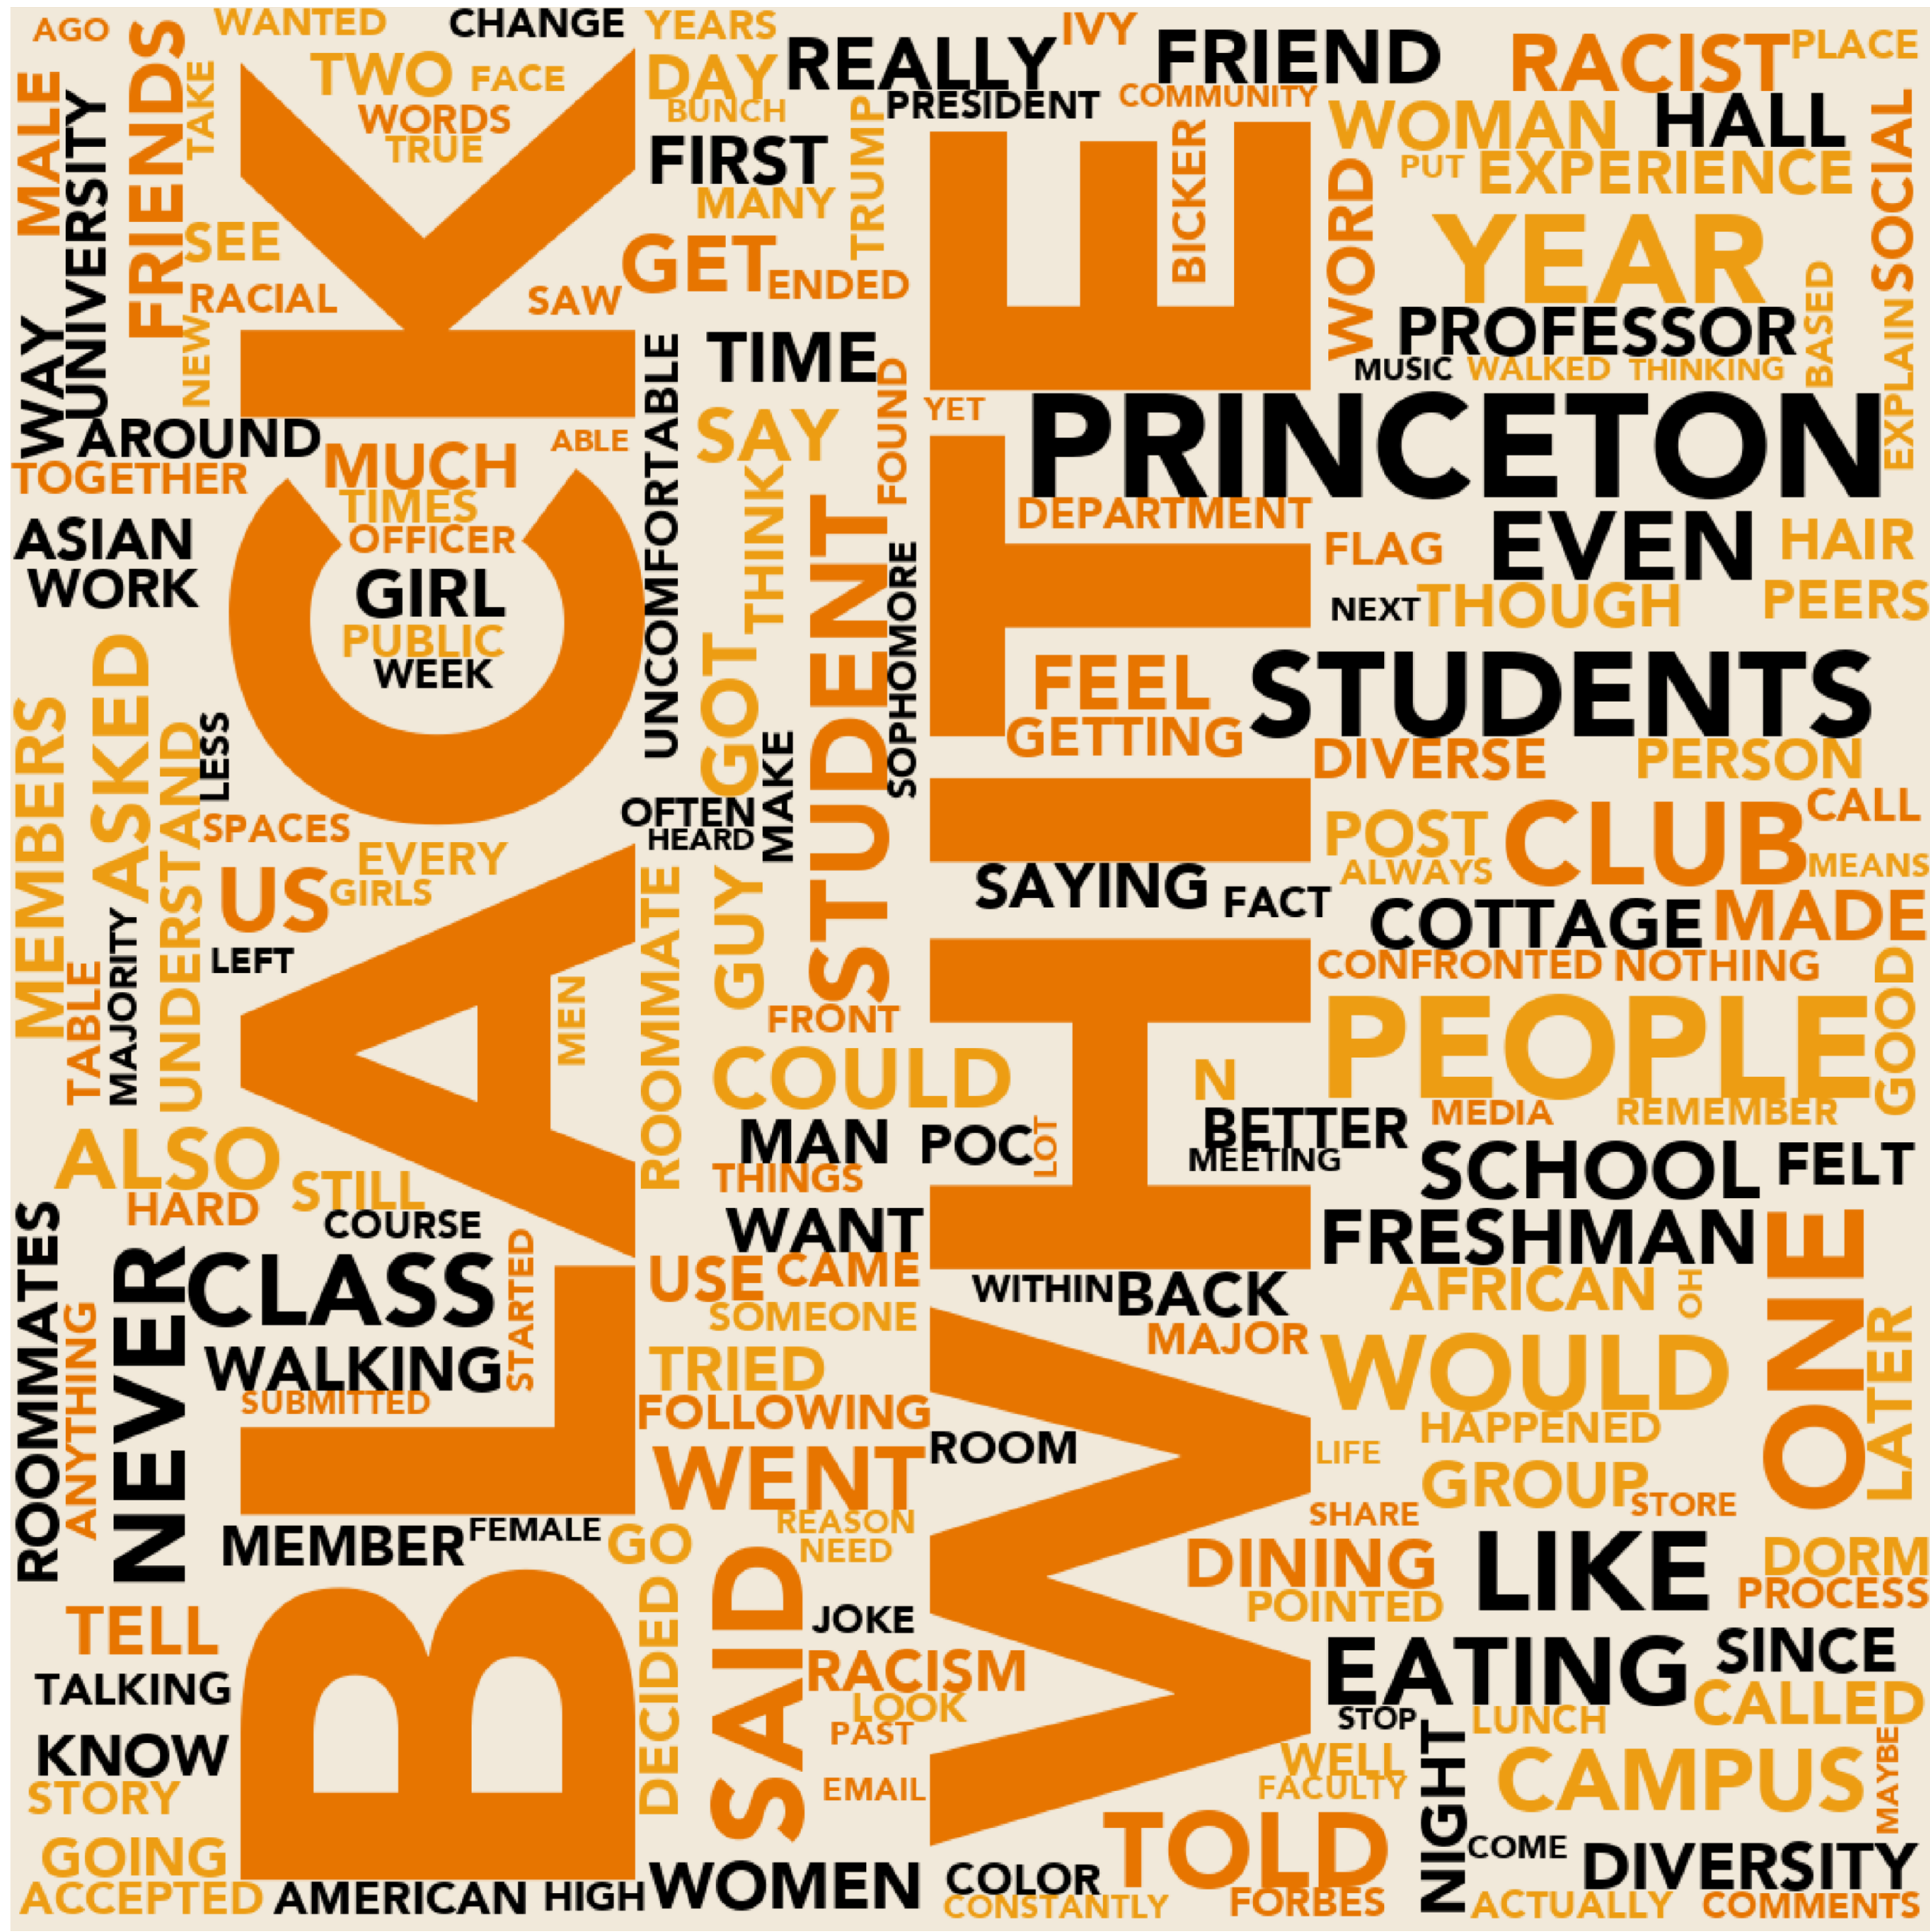 AGO
WANTED
CHANGE
YEARS
IVY
REALLY
FRIEND
RACIST
PLACE
MALE
UNIVERSITY
FRIENDS
TAKE
TWO
FACE
WORDS
TRUE
DAY
BUNCH
PRESIDENT
COMMUNITY
WOMAN
HALL
SOCIAL
FIRST
MANY
TRUMP
BICKER
WORD
PUT
EXPERIENCE
YEAR
SEE
RACIAL
SAW
GET
ENDED
NEW
WAY
PROFESSOR
BASED
EXPLAIN
MUSIC
WALKED
THINKING
TIME
FOUND
UNCOMFORTABLE
YET
PRINCETON
AROUND
TOGETHER
MUCH
ABLE
TIMES
OFFICER
SAY
THINK
DEPARTMENT
ASIAN
WORK
GIRL
PUBLIC
WEEK
STUDENT
SOPHOMORE
FLAG
EVEN
HAIR
NEXT
THOUGH
PEERS
BLACK
WHITE
MEMBERS
ASKED
UNDERSTAND
LESS
GOT
MAKE
FEEL
GETTING
STUDENTS
DIVERSE
PERSON
SPACES
EVERY
US
GIRLS
OFTEN
HEARD
POST
ALWAYS
CLUB
CALL
MEANS
SAYING
FACT
COTTAGE
MADE
LEFT
MAJORITY
TABLE
MEN
ROOMMATE
GUY
FRONT
CONFRONTED
NOTHING
PEOPLE
GOOD
COULD
N
MAN
POC
LOT
BETTER
MEETING
MEDIA
REMEMBER
ALSO
HARD
STILL
COURSE
THINGS
SCHOOL
FELT
WANT
FRESHMAN
ROOMMATES
ANYTHING
NEVER
CLASS
STARTED
USE
CAME
SOMEONE
WITHIN
BACK
MAJOR
AFRICAN
OH
ONE
LATER
WALKING
SUBMITTED
TRIED
FOLLOWING
WOULD
HAPPENED
WENT
ROOM
LIFE
GROUP
STORE
SHARE
MEMBER
FEMALE
GO
REASON
NEED
DINING
POINTED
LIKE
DORM
PROCESS
TELL
TALKING
DECIDED
SAID
JOKE
RACISM
LOOK
PAST
EATING
SINCE
CALLED
STOP
LUNCH
KNOW
STORY
EMAIL
WELL
FACULTY
NIGHT
CAMPUS
MAYBE
GOING
ACCEPTED
AMERICAN
HIGH
WOMEN
COLOR
CONSTANTLY
TOLD
FORBES
COME
DIVERSITY
ACTUALLY
COMMENTS